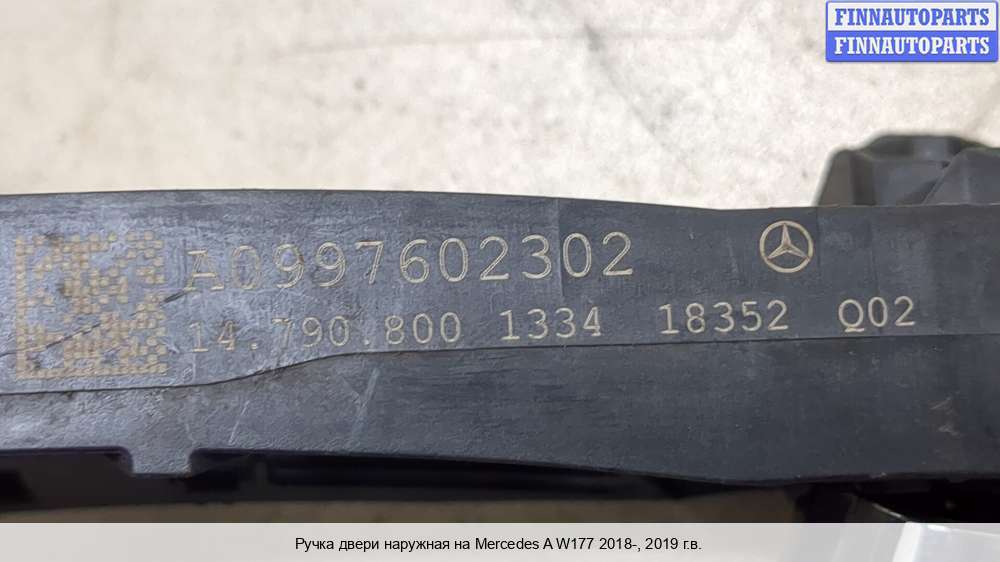 FINNAUTOPARTS
FINNAUTOPARTS
A0997602302
14.790.800 1334 18352 Q02
Ручка двери наружная на Mercedes A W177 2018-, 2019 г.в.